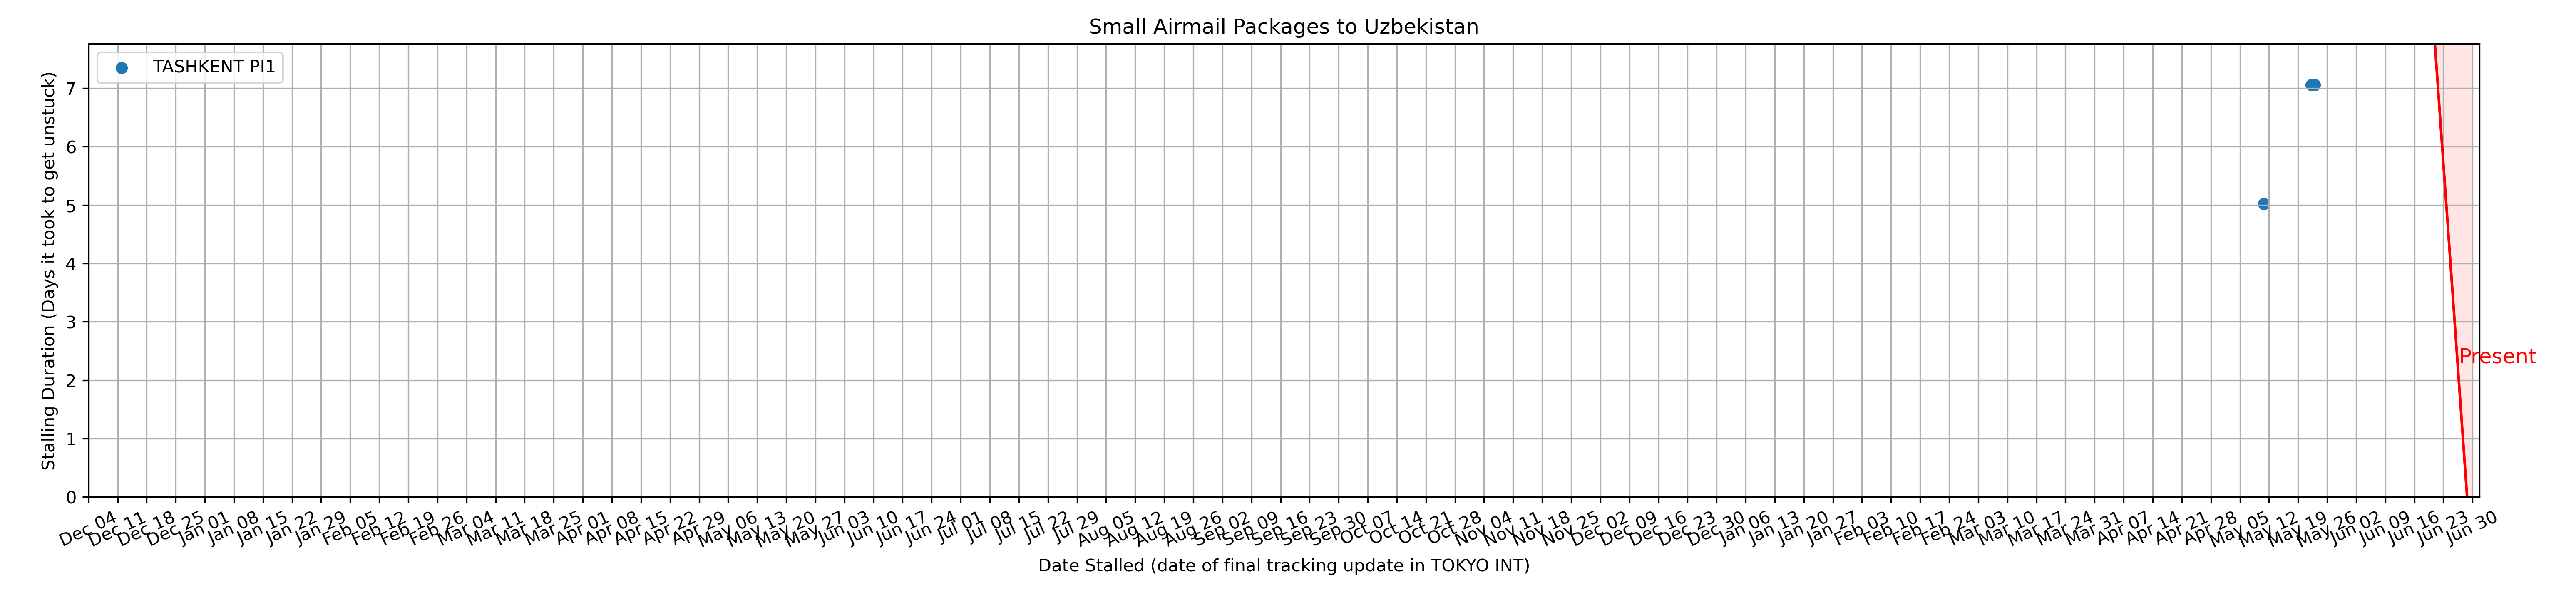 Small Airmail Packages to Uzbekistan
TASHKENT PI1
Stalling Duration (Days it took to get unstuck)
7
6
5
4
3
2
1
0
Present
Dec 04 Dec 11 Dec 18 Dec 25 Jan 01 Jan 08 Jan 15 Jan 22 Jan 29 Feb 05 Feb 12 Feb 19 Feb 26 Mar 04 Mar 11 Mar 18 Mar 25 Apr 01 Apr 08 Apr 15 Apr 22 Apr 29 May 06 May 13 May 20 May 27 Jun 03 Jun 10 Jun 17 Jun 24 Jul 01 Jul 08 Jul 15 Jul 22 Jul 29 Aug 05 Aug 12 Aug 19 Aug 26 Sep 02 Sep 09 Sep 16 Sep 23 Sep 30 Oct 07 Oct 14 Oct 21 Oct 28 Nov 04 Nov 11 Nov 18 Nov 25 Dec 02 Dec 09 Dec 16 Dec 23 Dec 30 Jan 06 Jan 13 Jan 20 Jan 27 Feb 03 Feb 10 Feb 17 Feb 24 Mar 03 Mar 10 Mar 17 Mar 24 Mar 31 Apr 07 Apr 14 Apr 21 Apr 28 May 05 May 12 May 19 May 26 Jun 02 Jun 09 Jun 16 Jun 23 Jun 30
Date Stalled (date of final tracking update in TOKYO INT)